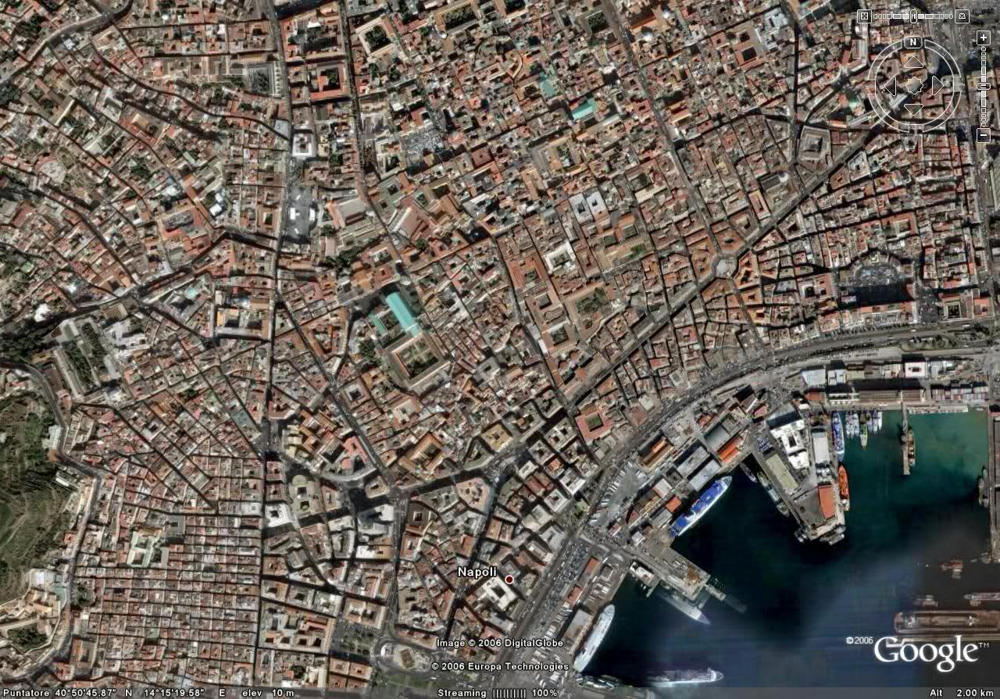 N
Napoli
Image © 2006 DigitalGlobe
© 2006 Europa Technologies
©2006 Google™
Puntatore 40°50'45.87" N 14°15'19.58" E elev 10 m Streaming |||||||||| 100% Alt 2.00 km